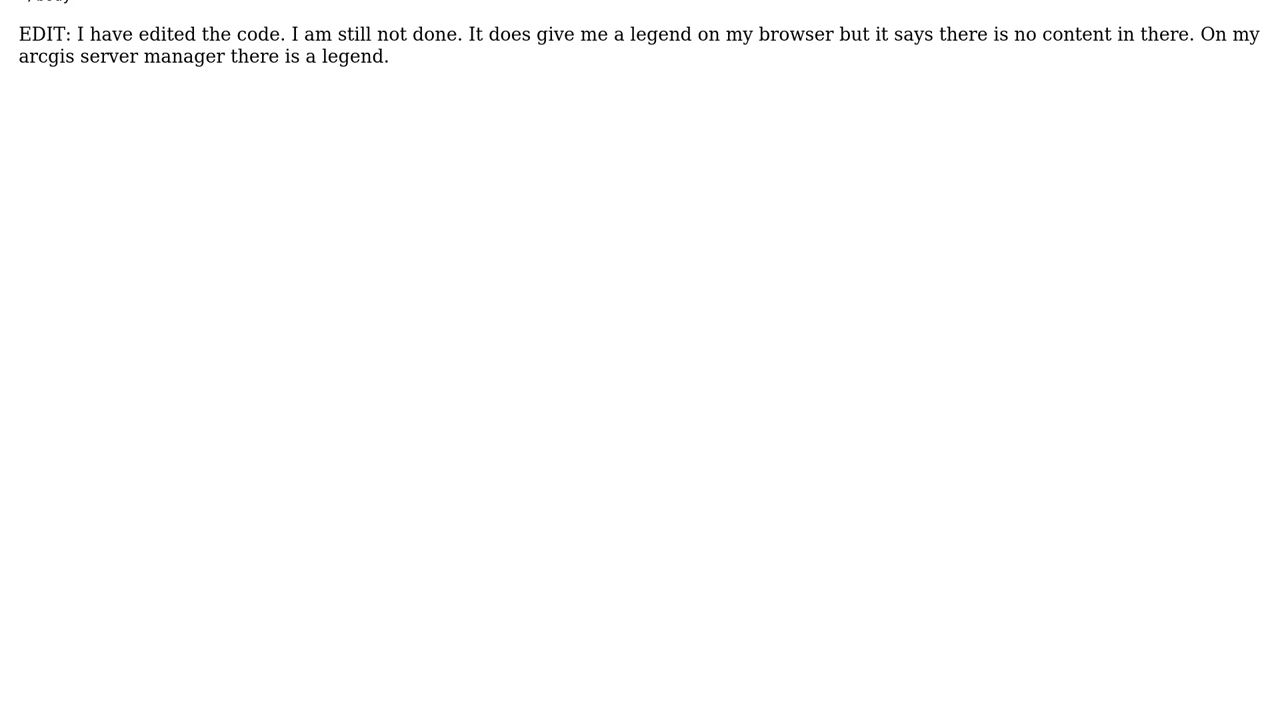 EDIT: I have edited the code. I am still not done. It does give me a legend on my browser but it says there is no content in there. On my
arcgis server manager there is a legend.